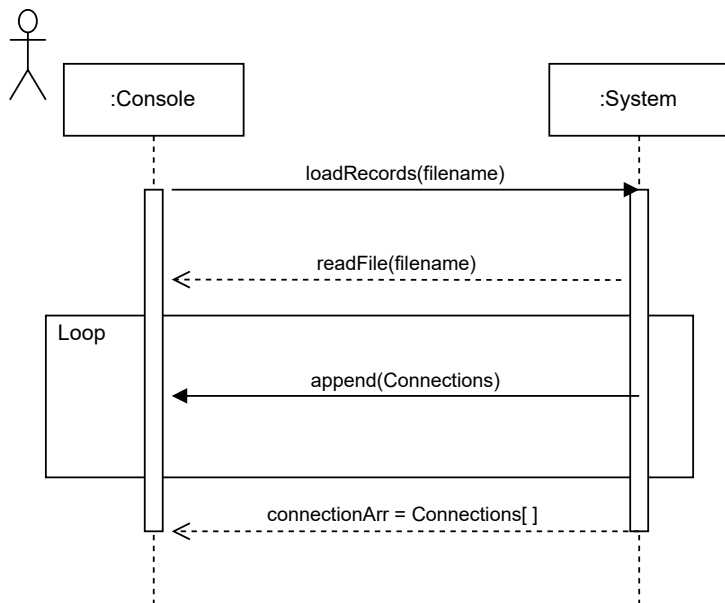 :Console
:System
loadRecords(filename)
readFile(filename)
Loop
append(Connections)
connectionArr = Connections[ ]